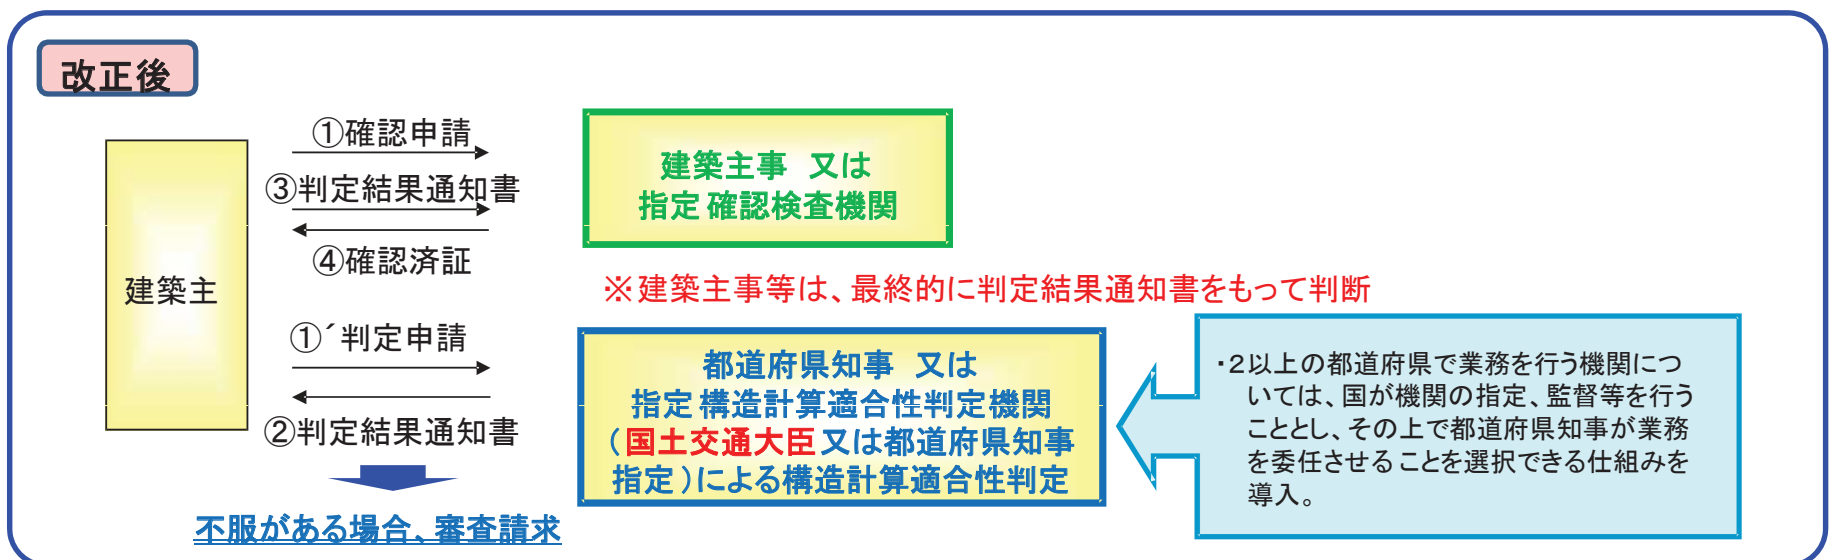 改正後
建築主
①確認申請
③判定結果通知書
④確認済証
建築主事 又は
指定確認検査機関
※建築主事等は、最終的に判定結果通知書をもって判断
①´判定申請
②判定結果通知書
不服がある場合、審査請求
都道府県知事 又は
指定構造計算適合性判定機関
（国土交通大臣又は都道府県知事
指定）による構造計算適合性判定
・2以上の都道府県で業務を行う機関につ
いては、国が機関の指定、監督等を行う
こととし、その上で都道府県知事が業務
を委任させることを選択できる仕組みを
導入。